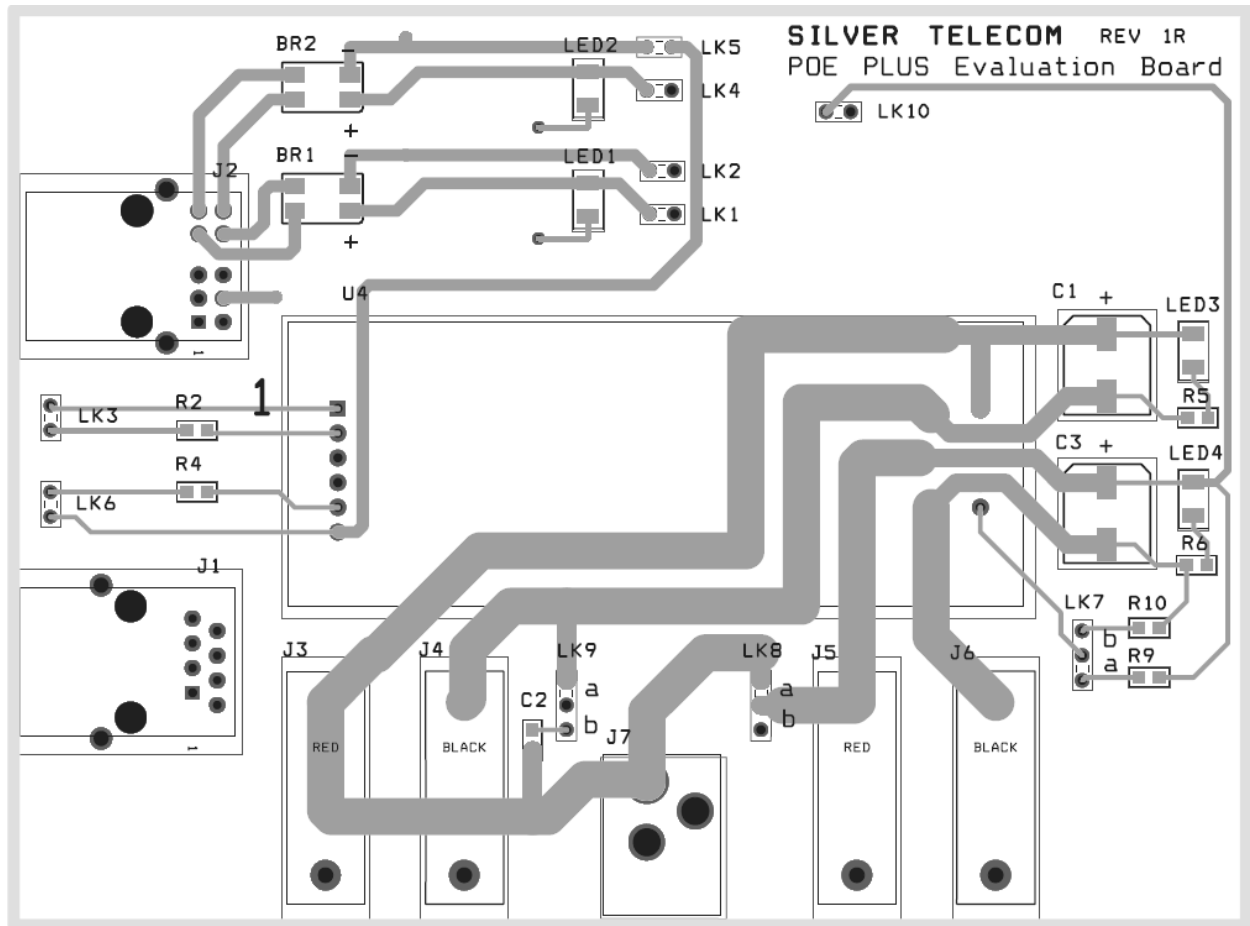 SILVER TELECOM REV 1R
POE PLUS Evaluation Board
BR2
LED2
LK5
-
LK4
LK10
+
J2
BR1
LED1
-
LK2
LK1
+
U4
C1
+
LED3
1
1
R2
LK3
R5
R4
C3
+
LED4
LK6
J1
R6
LK7
R10
b
a
R9
J3
J4
LK9
LK8
J5
J6
a
a
C2
b
b
J7
RED
BLACK
RED
BLACK
1